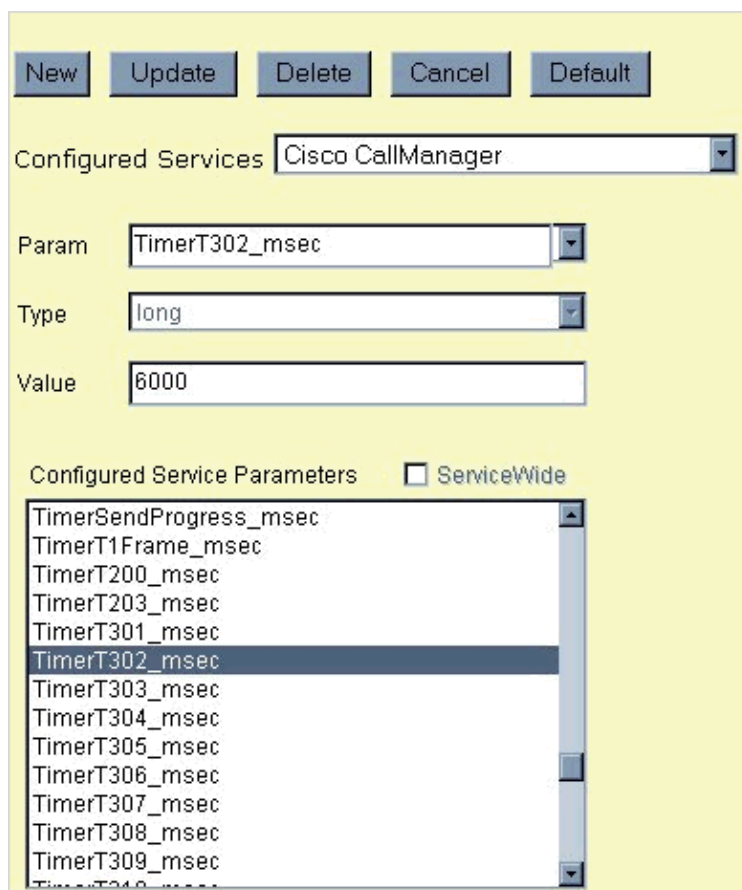 New Update Delete Cancel Default
Configured Services Cisco CallManager
Param TimerT302_msec
Type long
Value 6000
Configured Service Parameters ServiceWide
TimerSendProgress_msec
TimerT1Frame_msec
TimerT200_msec
TimerT203_msec
TimerT301_msec
TimerT302_msec
TimerT303_msec
TimerT304_msec
TimerT305_msec
TimerT306_msec
TimerT307_msec
TimerT308_msec
TimerT309_msec